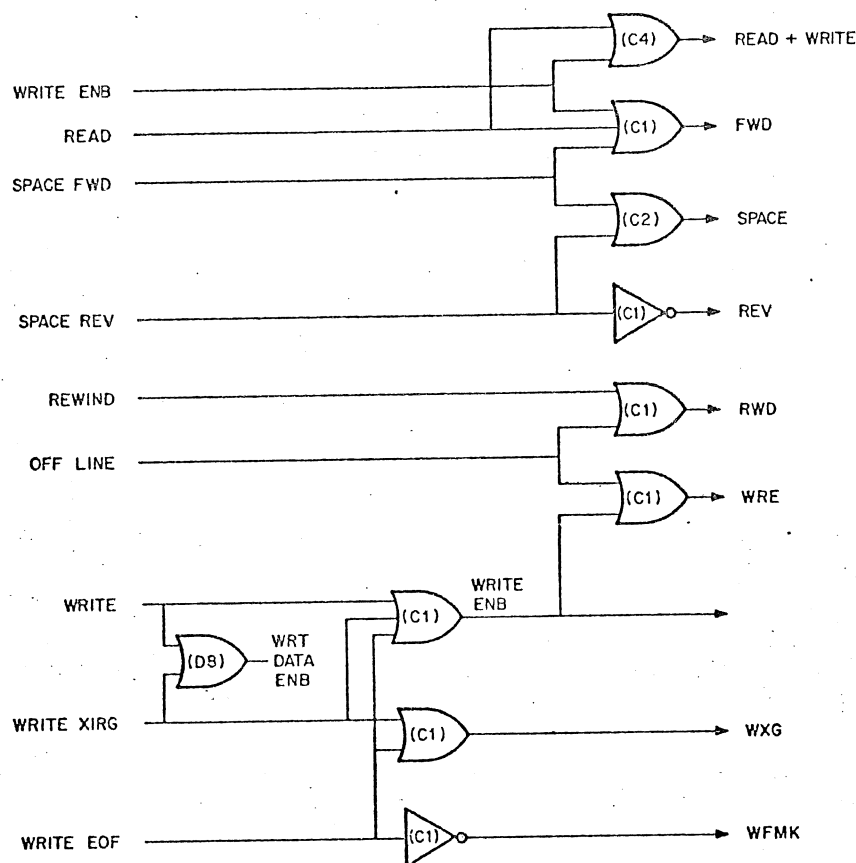 (C4)
READ + WRITE
WRITE ENB
(C1)
FWD
READ
SPACE FWD
(C2)
SPACE
(C1)
REV
SPACE REV
REWIND
(C1)
RWD
OFF LINE
(C1)
WRE
WRITE
(C1)
WRITE
ENB
(D8)
WRT
DATA
ENB
WRITE XIRG
(C1)
WXG
WRITE EOF
(C1)
WFMK